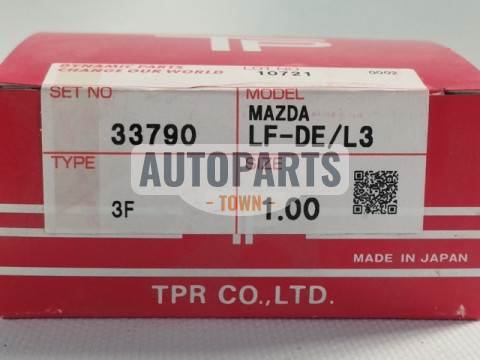 TP
DYNAMIC PARTS
CHANGE OUR WORLD
LOT NO
10721
0002
SET NO
33790
MODEL
MAZDA
LF-DE/L3
TYPE
3F
SIZE
1.00
AUTOPARTS
- TOWN -
MADE IN JAPAN
TPR CO.,LTD.